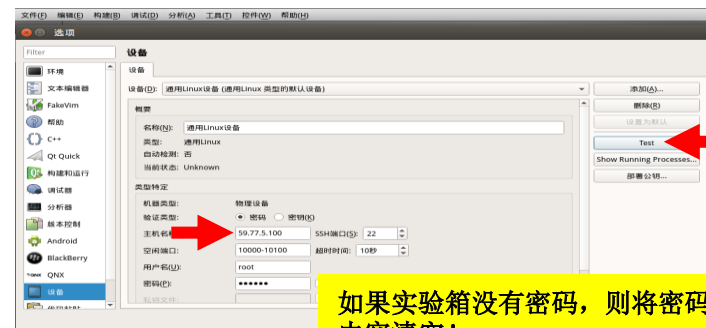 文件(F) 编辑(E) 构建(B) 调试(D) 分析(A) 工具(T) 控件(W) 帮助(H)
选项
Filter
设备
环境
文本编辑器
FakeVim
帮助
C++
Qt Quick
构建和运行
调试器
分析器
版本控制
Android
BlackBerry
QNX
设备
设备
设备(D): 通用Linux设备 (通用Linux 类型的默认设备)
概要
名称(N): 通用Linux设备
类型: 通用Linux
自动检测: 否
当前状态: Unknown
类型特定
机器类型: 物理设备
验证类型: 密码 密钥(K)
主机名 59.77.5.100 SSH端口(S): 22
空闲端口: 10000-10100 超时时间: 10秒
用户名(U): root
密码(P): ••••••
私钥文件:
添加(A)...
删除(R)
设置为默认
Test
Show Running Processes...
部署公钥...
如果实验箱没有密码，则将密码
内容清空！